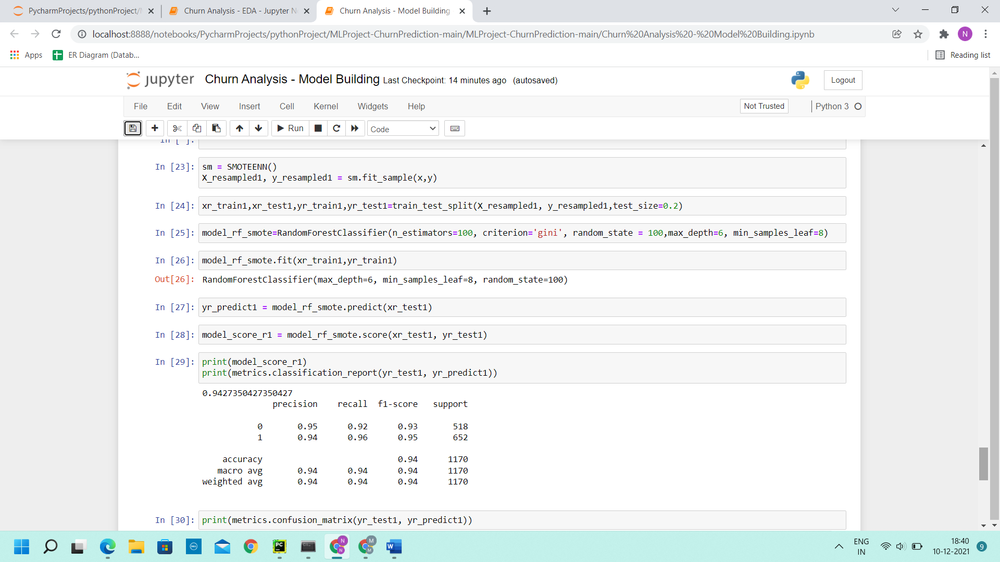 PycharmProjects/pythonProject/
Churn Analysis - EDA - Jupyter N
Churn Analysis - Model Building
localhost:8888/notebooks/PycharmProjects/pythonProject/MLProject-ChurnPrediction-main/MLProject-ChurnPrediction-main/Churn%20Analysis%20-%20Model%20Building.ipynb
N
Apps
ER Diagram (Datab...
Reading list
jupyter
Churn Analysis - Model Building Last Checkpoint: 14 minutes ago (autosaved)
Logout
File Edit View Insert Cell Kernel Widgets Help
Not Trusted
Python 3
Run
Code
In [ ]:
In [23]: sm = SMOTEENN()
X_resampled1, y_resampled1 = sm.fit_sample(x,y)
In [24]: xr_train1,xr_test1,yr_train1,yr_test1=train_test_split(X_resampled1, y_resampled1,test_size=0.2)
In [25]: model_rf_smote=RandomForestClassifier(n_estimators=100, criterion='gini', random_state = 100,max_depth=6, min_samples_leaf=8)
In [26]: model_rf_smote.fit(xr_train1,yr_train1)
Out[26]: RandomForestClassifier(max_depth=6, min_samples_leaf=8, random_state=100)
In [27]: yr_predict1 = model_rf_smote.predict(xr_test1)
In [28]: model_score_r1 = model_rf_smote.score(xr_test1, yr_test1)
In [29]: print(model_score_r1)
print(metrics.classification_report(yr_test1, yr_predict1))
0.9427350427350427
precision recall f1-score support
0 0.95 0.92 0.93 518
1 0.94 0.96 0.95 652
accuracy 0.94 1170
macro avg 0.94 0.94 0.94 1170
weighted avg 0.94 0.94 0.94 1170
In [30]: print(metrics.confusion_matrix(yr_test1, yr_predict1))
DELL
PC
N
N
M
M
W
ENG
IN
18:40
10-12-2021
9